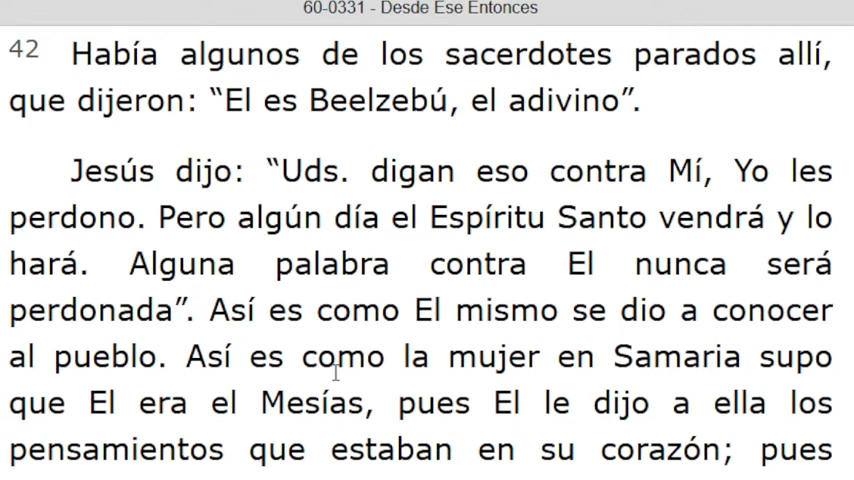 60-0331 - Desde Ese Entonces
42 Había algunos de los sacerdotes parados allí,
que dijeron: “El es Beelzebú, el adivino”.
Jesús dijo: “Uds. digan eso contra Mí, Yo les
perdono. Pero algún día el Espíritu Santo vendrá y lo
hará. Alguna palabra contra El nunca será
perdonada”. Así es como El mismo se dio a conocer
al pueblo. Así es como la mujer en Samaria supo
que El era el Mesías, pues El le dijo a ella los
pensamientos que estaban en su corazón; pues